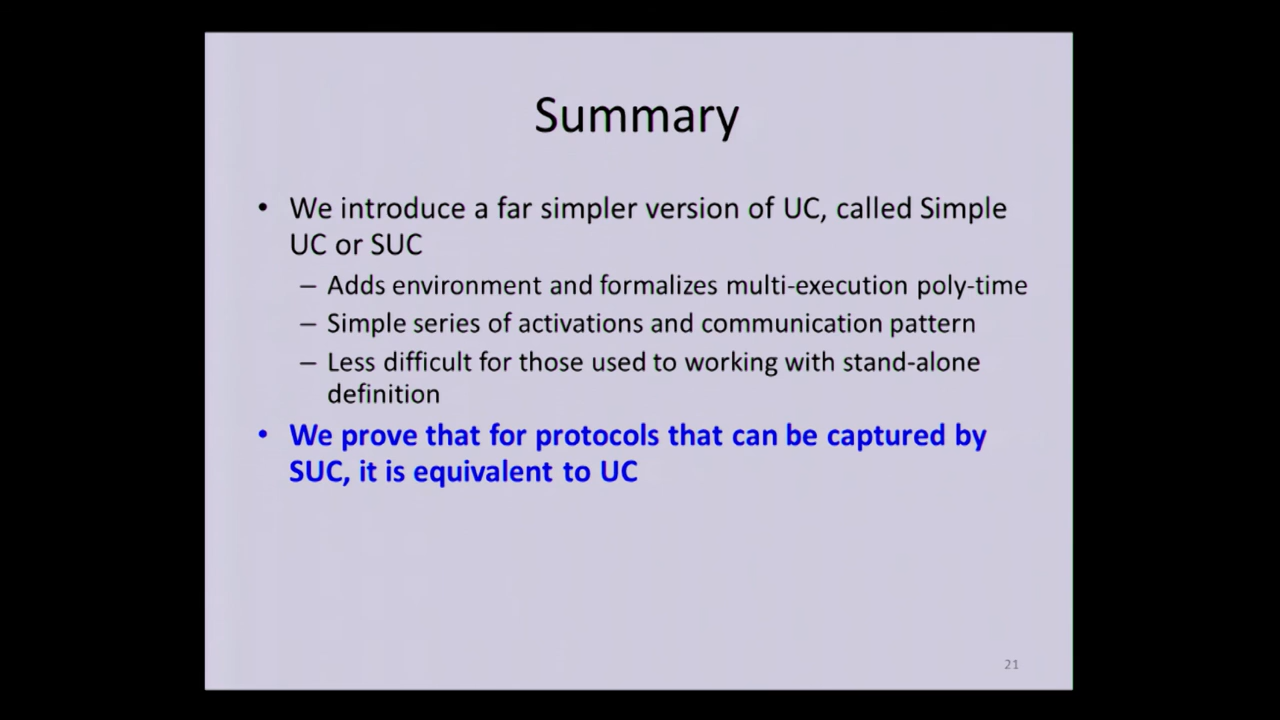 Summary
• We introduce a far simpler version of UC, called Simple
UC or SUC
– Adds environment and formalizes multi-execution poly-time
– Simple series of activations and communication pattern
– Less difficult for those used to working with stand-alone
definition
• We prove that for protocols that can be captured by
SUC, it is equivalent to UC
21